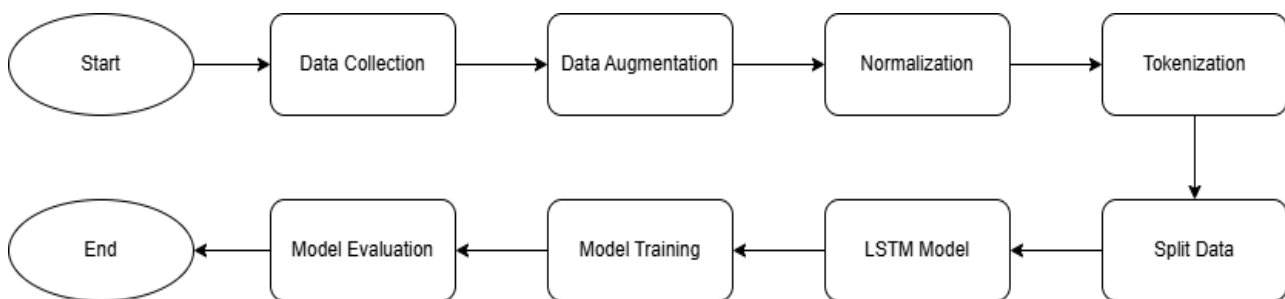 Start
Data Collection
Data Augmentation
Normalization
Tokenization
Split Data
LSTM Model
Model Training
Model Evaluation
End